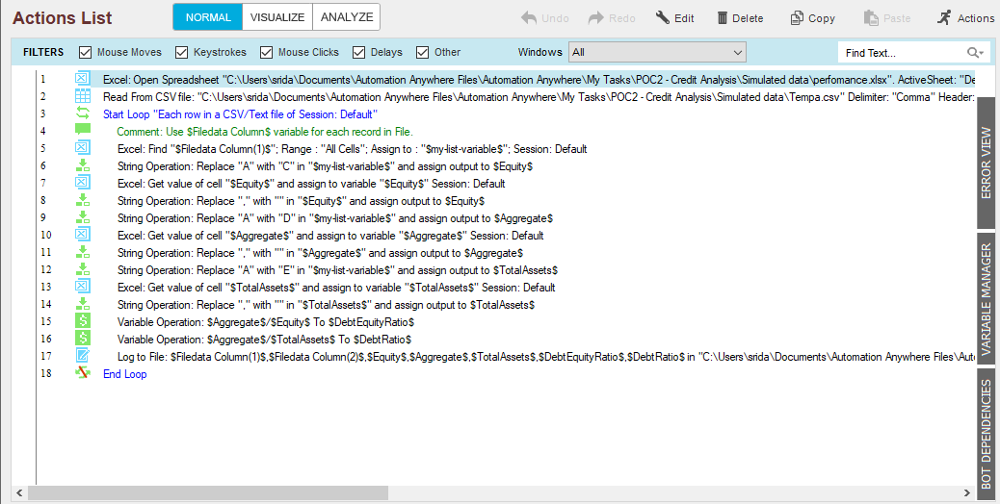 Actions List
NORMAL VISUALIZE ANALYZE
Undo Redo Edit Delete Copy Paste Actions
FILTERS Mouse Moves Keystrokes Mouse Clicks Delays Other Windows All Find Text...
1 Excel: Open Spreadsheet "C:\Users\srida\Documents\Automation Anywhere Files\Automation Anywhere\My Tasks\POC2 - Credit Analysis\Simulated data\perfomance.xlsx". ActiveSheet: "De
2 Read From CSV file: "C:\Users\srida\Documents\Automation Anywhere Files\Automation Anywhere\My Tasks\POC2 - Credit Analysis\Simulated data\Tempa.csv" Delimiter: "Comma" Header:
3 Start Loop "Each row in a CSV/Text file of Session: Default"
4 Comment: Use $Filedata Column$ variable for each record in File.
5 Excel: Find "$Filedata Column(1)$"; Range : "All Cells"; Assign to : "$my-list-variable$"; Session: Default
6 String Operation: Replace "A" with "C" in "$my-list-variable$" and assign output to $Equity$
7 Excel: Get value of cell "$Equity$" and assign to variable "$Equity$" Session: Default
8 String Operation: Replace "," with "" in "$Equity$" and assign output to $Equity$
9 String Operation: Replace "A" with "D" in "$my-list-variable$" and assign output to $Aggregate$
10 Excel: Get value of cell "$Aggregate$" and assign to variable "$Aggregate$" Session: Default
11 String Operation: Replace "," with "" in "$Aggregate$" and assign output to $Aggregate$
12 String Operation: Replace "A" with "E" in "$my-list-variable$" and assign output to $TotalAssets$
13 Excel: Get value of cell "$TotalAssets$" and assign to variable "$TotalAssets$" Session: Default
14 String Operation: Replace "," with "" in "$TotalAssets$" and assign output to $TotalAssets$
15 Variable Operation: $Aggregate$/$Equity$ To $DebtEquityRatio$
16 Variable Operation: $Aggregate$/$TotalAssets$ To $DebtRatio$
17 Log to File: $Filedata Column(1)$,$Filedata Column(2)$,$Equity$,$Aggregate$,$TotalAssets$,$DebtEquityRatio$,$DebtRatio$ in "C:\Users\srida\Documents\Automation Anywhere Files\Aut
18 End Loop
ERROR VIEW
VARIABLE MANAGER
BOT DEPENDENCIES